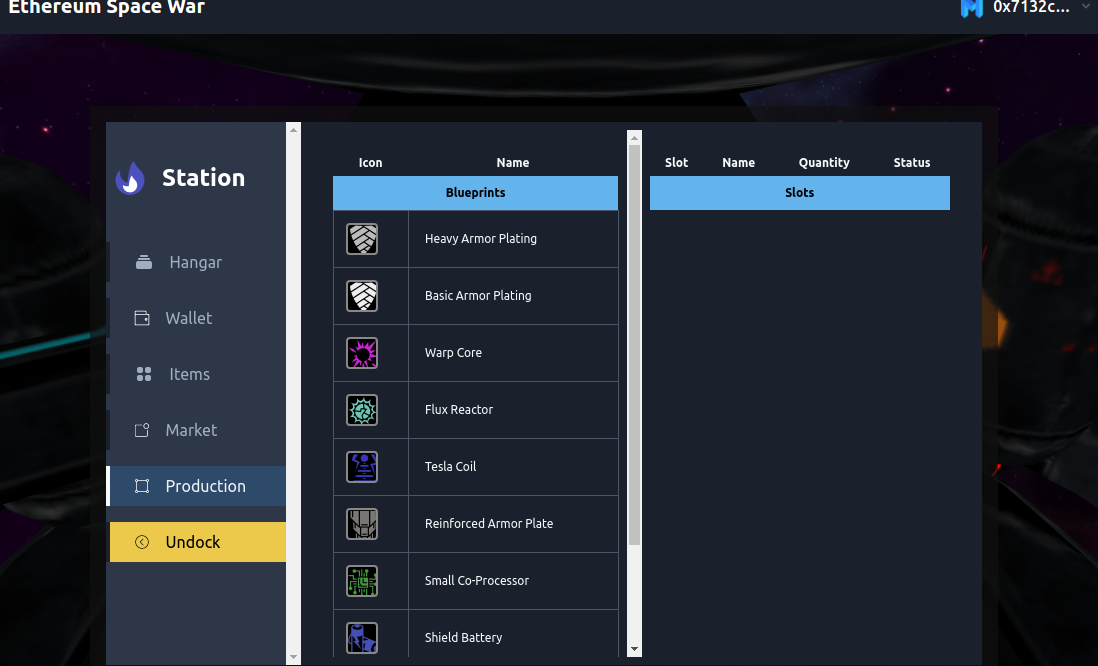 Ethereum Space War
0x7132c...
Station
Hangar
Wallet
Items
Market
Production
Undock
Icon Name
Blueprints
Heavy Armor Plating
Basic Armor Plating
Warp Core
Flux Reactor
Tesla Coil
Reinforced Armor Plate
Small Co-Processor
Shield Battery
Slot Name Quantity Status
Slots